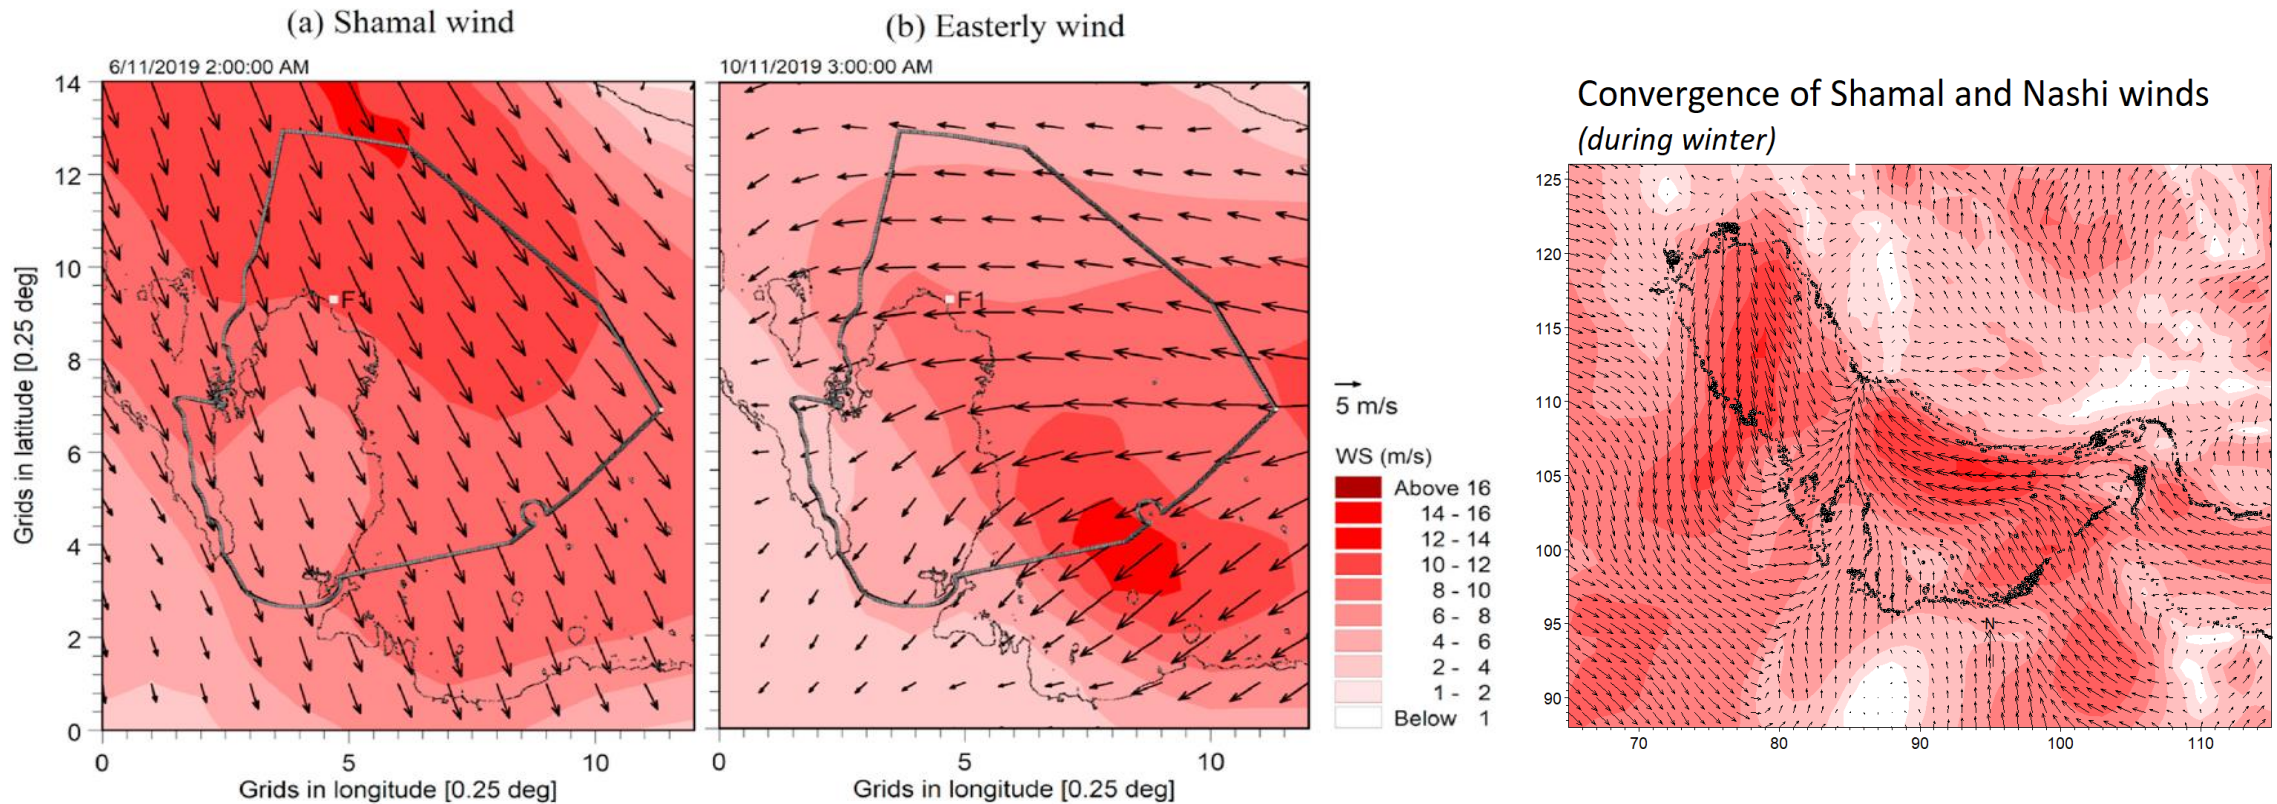 (a) Shamal wind
6/11/2019 2:00:00 AM
14
12
10
8
6
4
2
0
0
5
10
Grids in latitude [0.25 deg]
Grids in longitude [0.25 deg]
F1
(b) Easterly wind
10/11/2019 3:00:00 AM
F1
0
5
10
Grids in longitude [0.25 deg]
5 m/s
WS (m/s)
Above 16
14 - 16
12 - 14
10 - 12
8 - 10
6 - 8
4 - 6
2 - 4
1 - 2
Below 1
Convergence of Shamal and Nashi winds
(during winter)
125
120
115
110
105
100
95
90
N
70
80
90
100
110